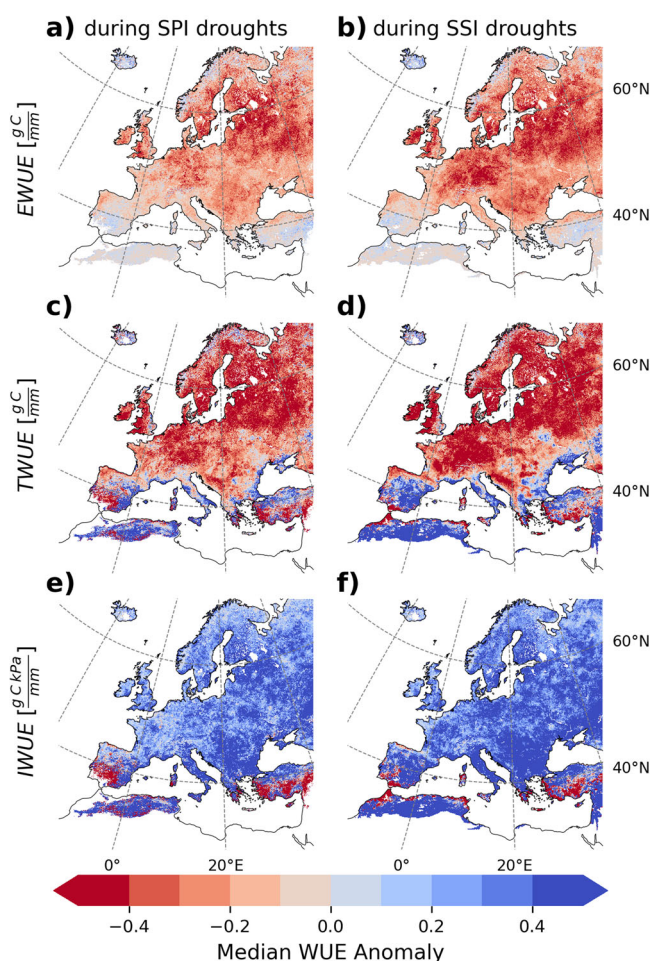 a) during SPI droughts
b) during SSI droughts
EWUE [g C / mm]
60°N
40°N
c)
d)
TWUE [g C / mm]
60°N
40°N
e)
f)
IWUE [g C kPa / mm]
60°N
40°N
0° 20°E 0° 20°E
−0.4 −0.2 0.0 0.2 0.4
Median WUE Anomaly